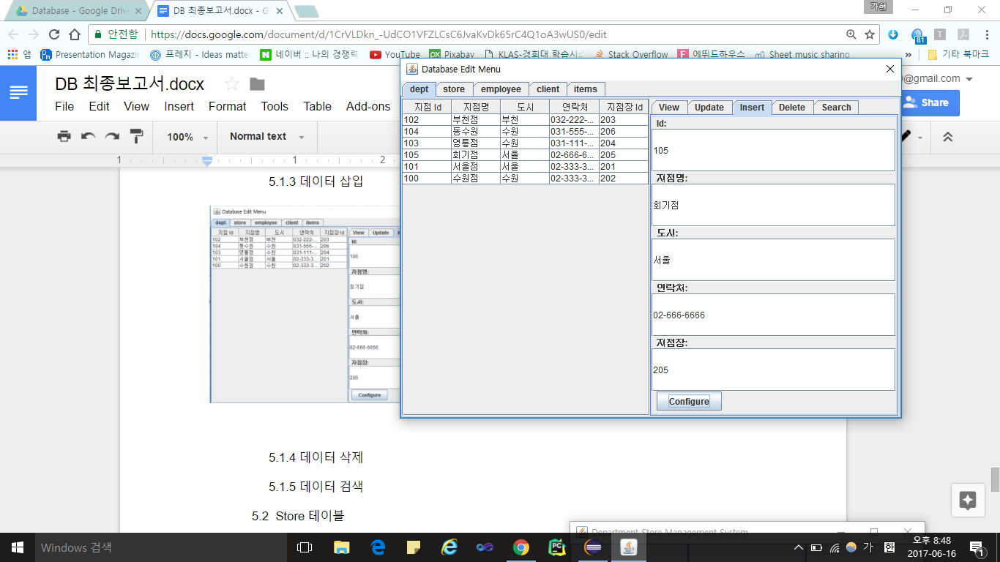 Database - Google Drive
DB 최종보고서.docx - G
가현
안전함
https://docs.google.com/document/d/1CrVLDkn_-UdCO1VFZLCsC6JvaKvDk65rC4Q1oA3wUS0/edit
81
앱 Presentation Magazin 프레지 - Ideas matter 네이버 :: 나의 경쟁력 YouTube Pixabay KLAS-경희대 학습시스 Stack Overflow 에뛰드하우스 Sheet music sharing » 기타 북마크
DB 최종보고서.docx
@gmail.com
File Edit View Insert Format Tools Table Add-ons
Share
100% Normal text
1 1 2
5.1.3 데이터 삽입
Database Edit Menu
dept store employee client items
지점 Id 지점명 도시 연락처 지점장 Id
View Update
102 부천점 부천 032-222-... 203
104 동수원 수원 031-555-... 206
103 영통점 수원 031-111-... 204
101 서울점 서울 02-333-3... 201
100 수원점 수원 02-333-3... 202
Id:
105
지점명:
회기점
도시:
서울
연락처:
02-666-6666
지점장:
205
Configure
Database Edit Menu
dept store employee client items
지점 Id 지점명 도시 연락처 지점장 Id
102 부천점 부천 032-222-... 203
104 동수원 수원 031-555-... 206
103 영통점 수원 031-111-... 204
105 회기점 서울 02-666-6... 205
101 서울점 서울 02-333-3... 201
100 수원점 수원 02-333-3... 202
View Update Insert Delete Search
Id:
105
지점명:
회기점
도시:
서울
연락처:
02-666-6666
지점장:
205
Configure
5.1.4 데이터 삭제
5.1.5 데이터 검색
5.2 Store 테이블
Department Store Management System
Windows 검색
가 한
오후 8:48
2017-06-16
1